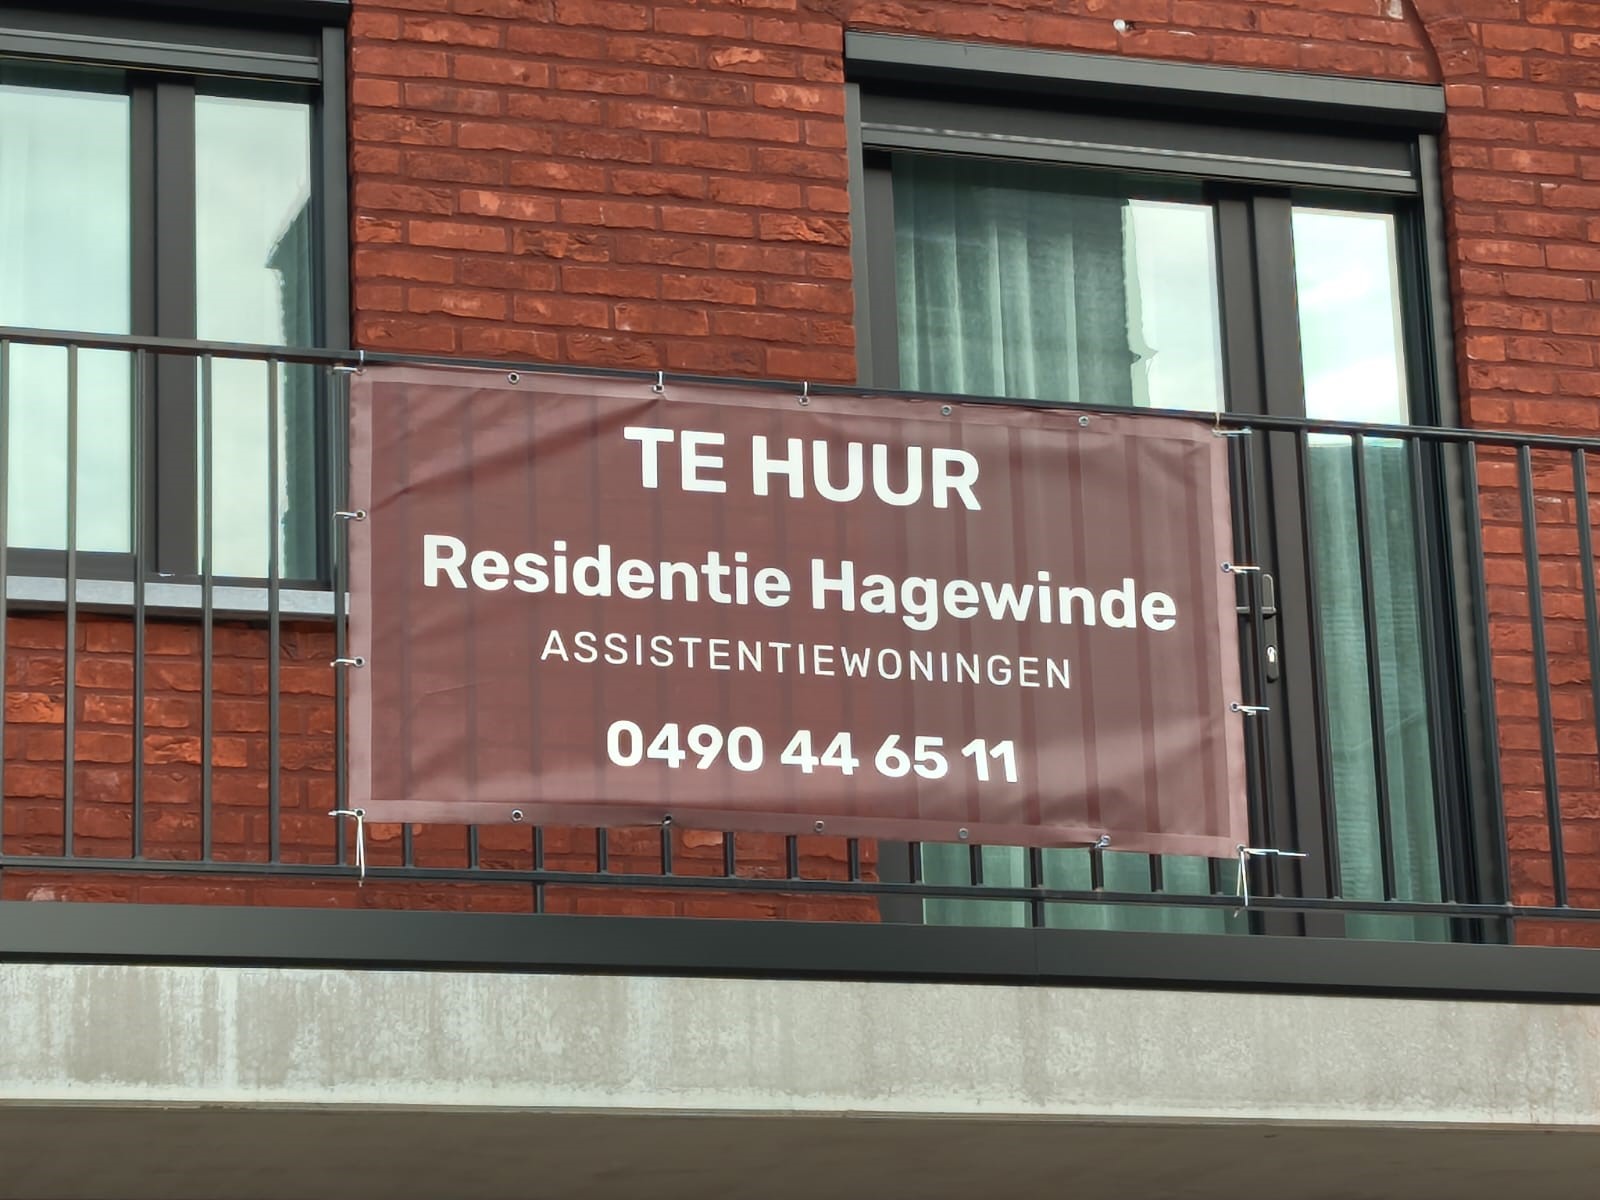 TE HUUR
Residentie Hagewinde
ASSISTENTIEWONINGEN
0490 44 65 11